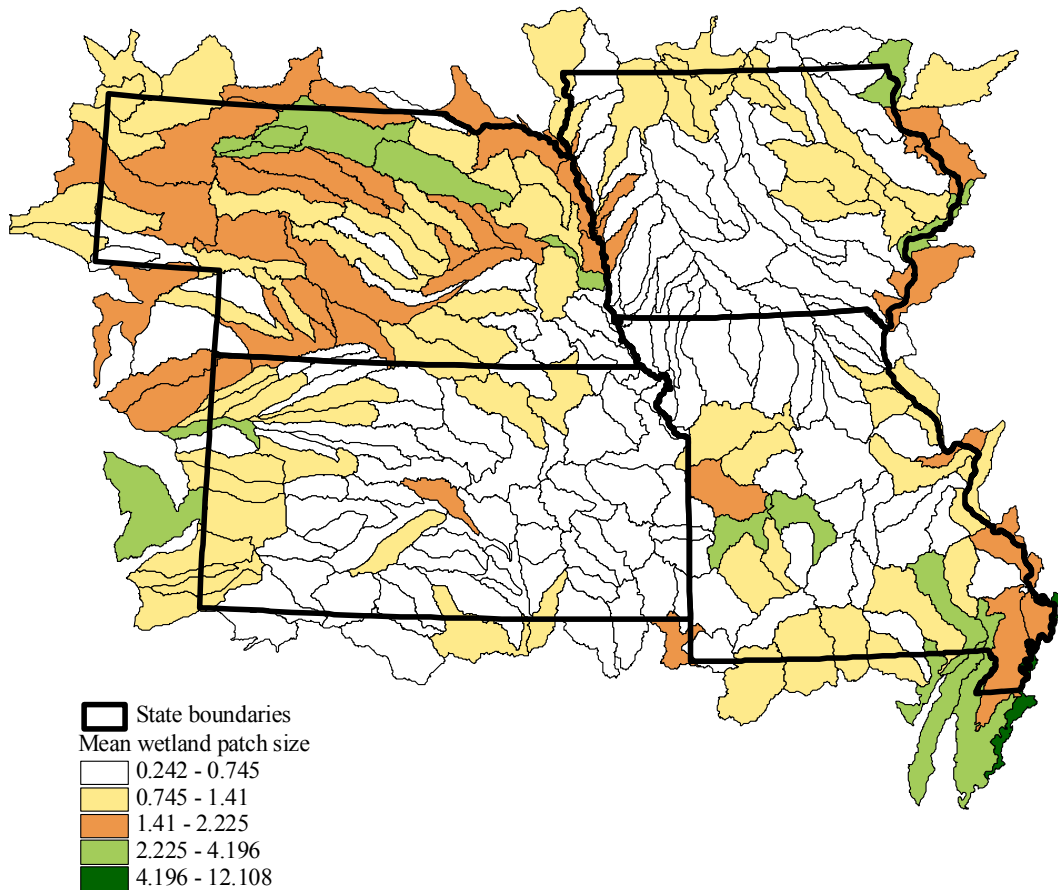 State boundaries
Mean wetland patch size
0.242 - 0.745
0.745 - 1.41
1.41 - 2.225
2.225 - 4.196
4.196 - 12.108